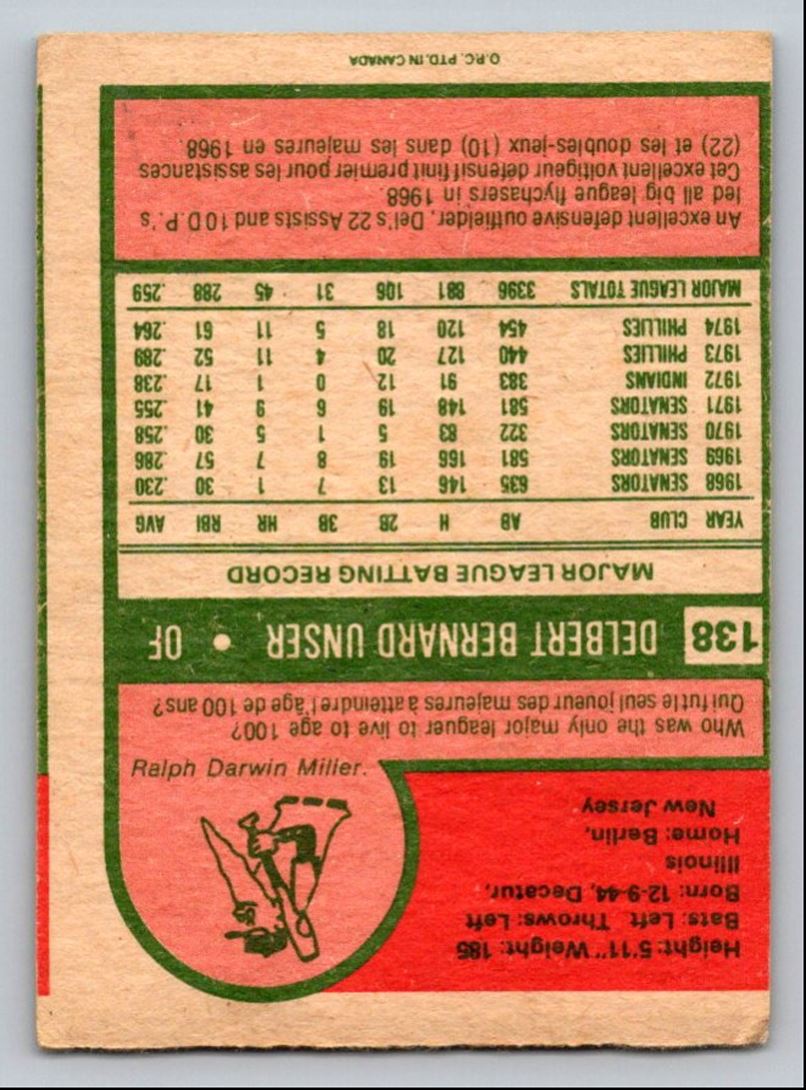 Height: 5'11" Weight: 185
Bats: Left Throws: Left
Born: 12-9-44, Decatur,
Illinois
Home: Berlin,
New Jersey
Ralph Darwin Miller.
Who was the only major leaguer to live to age 100?
Qui fut le seul joueur des majeures à atteindre l'âge de 100 ans?
138 DELBERT BERNARD UNSER • OF
MAJOR LEAGUE BATTING RECORD
YEAR CLUB AB H 2B 3B HR RBI AVG
1968 SENATORS 635 146 13 7 1 30 .230
1969 SENATORS 581 166 19 8 7 57 .286
1970 SENATORS 322 83 5 1 5 30 .258
1971 SENATORS 581 148 19 6 9 41 .255
1972 INDIANS 383 91 12 0 1 17 .238
1973 PHILLIES 440 127 20 4 11 52 .289
1974 PHILLIES 454 120 18 5 11 61 .264
MAJOR LEAGUE TOTALS 3396 881 106 31 45 288 .259
An excellent defensive outfielder, Del's 22 Assists and 10 D.P.'s
led all big league flychasers in 1968.
Cet excellent voltigeur défensif finit premier pour les assistances
(22) et les doubles-jeux (10) dans les majeures en 1968.
O.P.C. PTD. IN CANADA